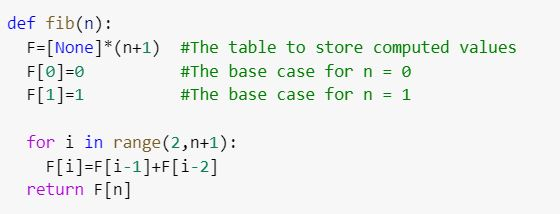 def fib(n):
  F=[None]*(n+1)  #The table to store computed values
  F[0]=0          #The base case for n = 0
  F[1]=1          #The base case for n = 1

  for i in range(2,n+1):
    F[i]=F[i-1]+F[i-2]
  return F[n]